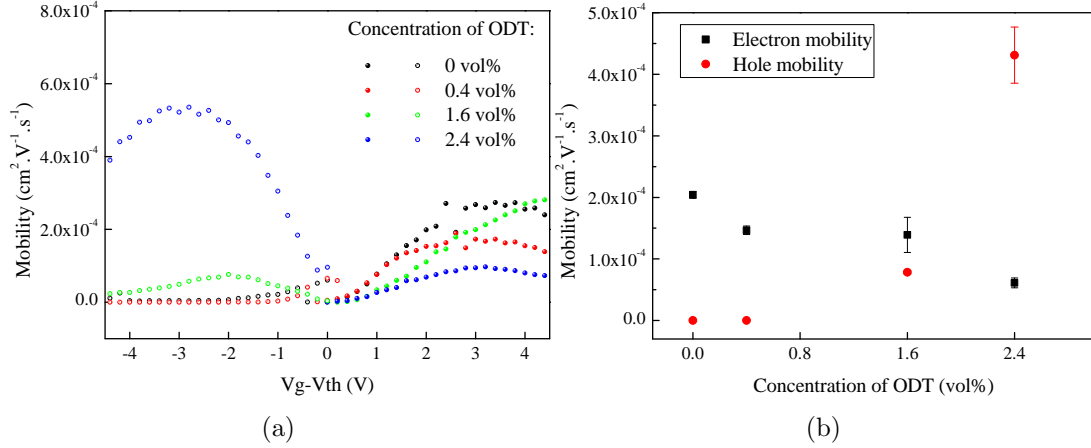 8.0x10⁻⁴
6.0x10⁻⁴
4.0x10⁻⁴
2.0x10⁻⁴
0.0
Mobility (cm².V⁻¹.s⁻¹)
Concentration of ODT:
0 vol%
0.4 vol%
1.6 vol%
2.4 vol%
-4 -3 -2 -1 0 1 2 3 4
Vg-Vth (V)
(a)
5.0x10⁻⁴
4.0x10⁻⁴
3.0x10⁻⁴
2.0x10⁻⁴
1.0x10⁻⁴
0.0
Mobility (cm².V⁻¹.s⁻¹)
Electron mobility
Hole mobility
0.0 0.8 1.6 2.4
Concentration of ODT (vol%)
(b)